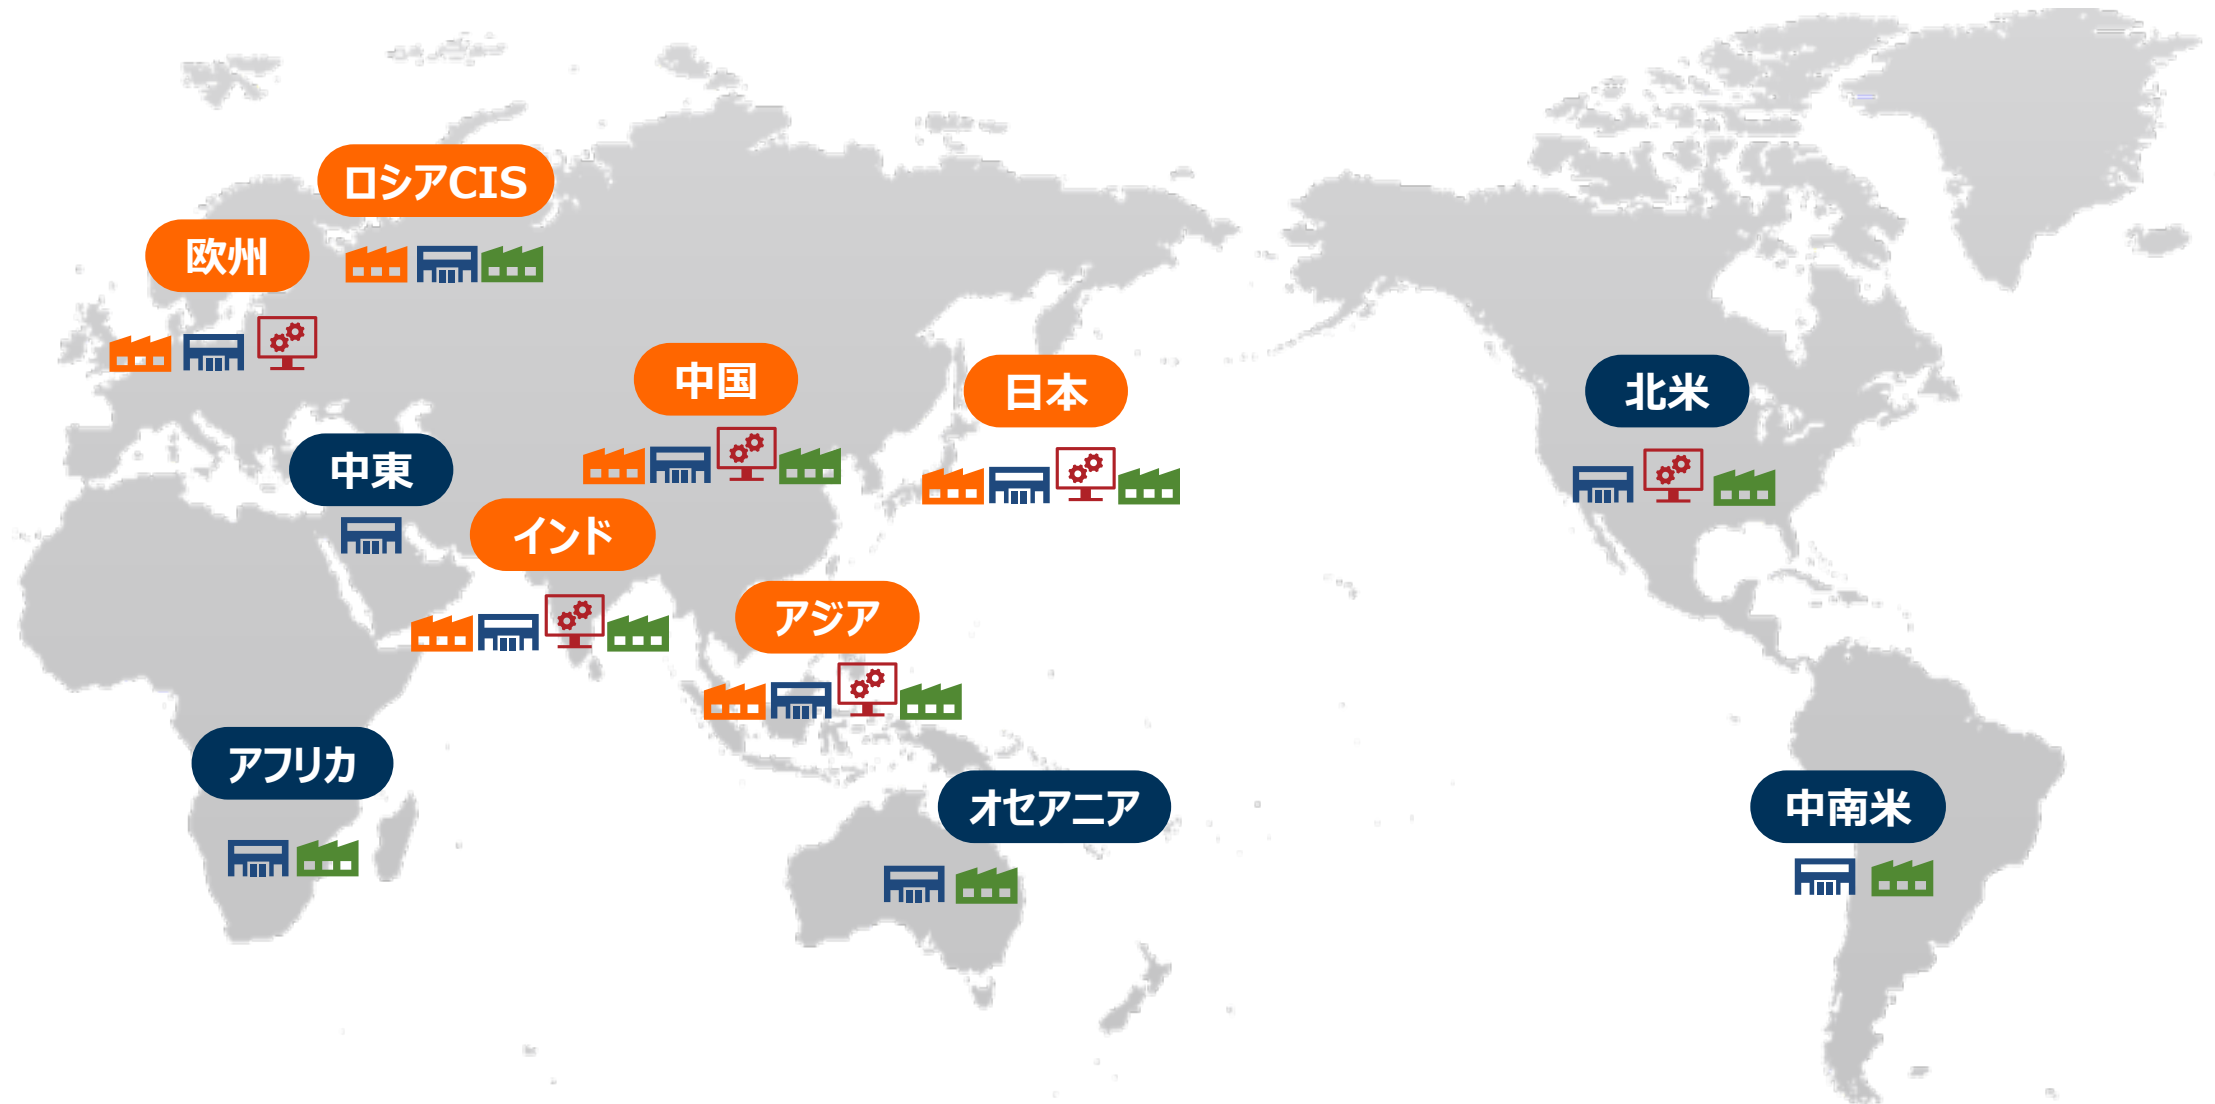 ロシアCIS
欧州
中国
日本
北米
中東
インド
アジア
アフリカ
オセアニア
中南米